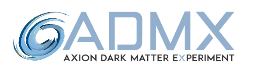 ADMX
AXION DARK MATTER EXPERIMENT